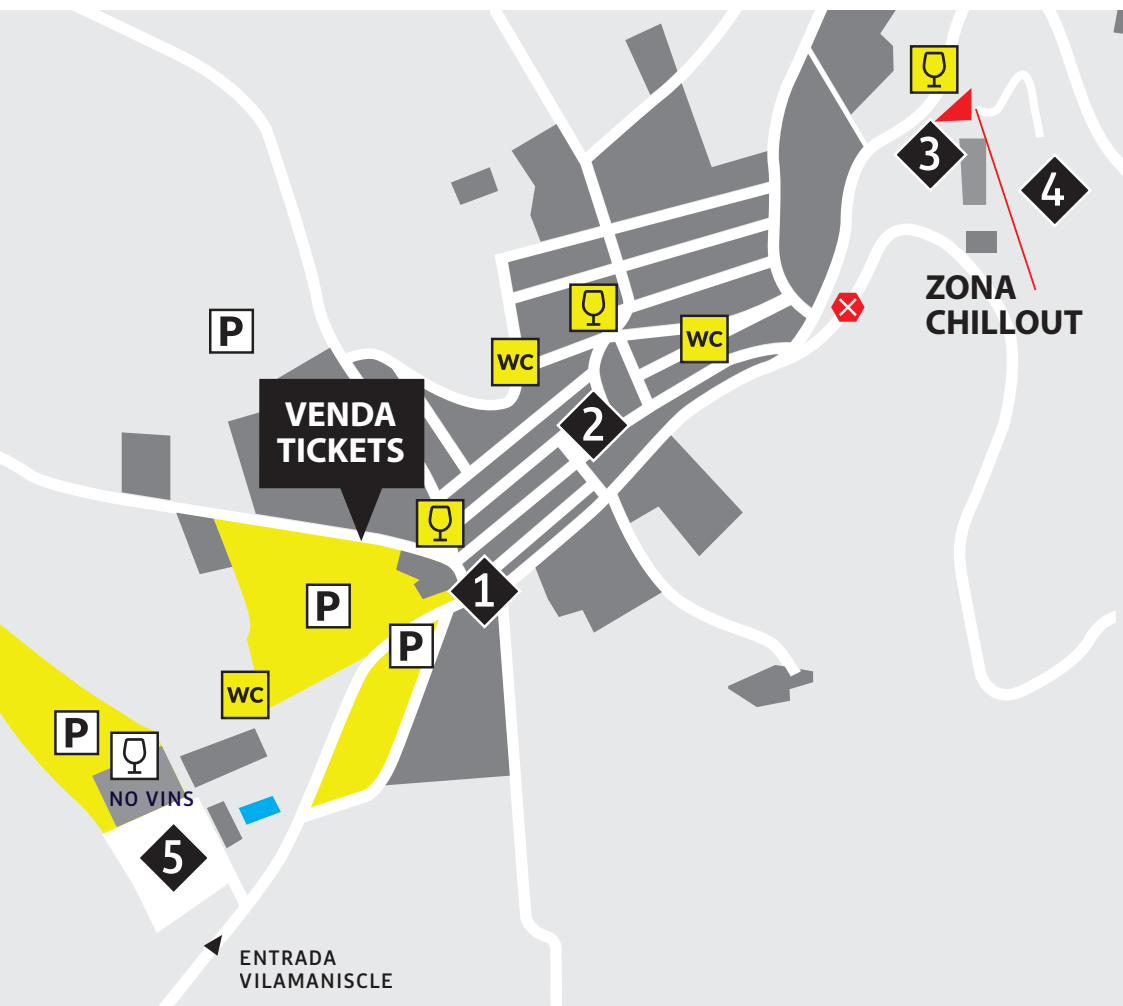 3
4
ZONA
CHILLOUT
P
WC
WC
VENDA
TICKETS
2
1
P
P
WC
P
NO VINS
5
ENTRADA
VILAMANISCLE